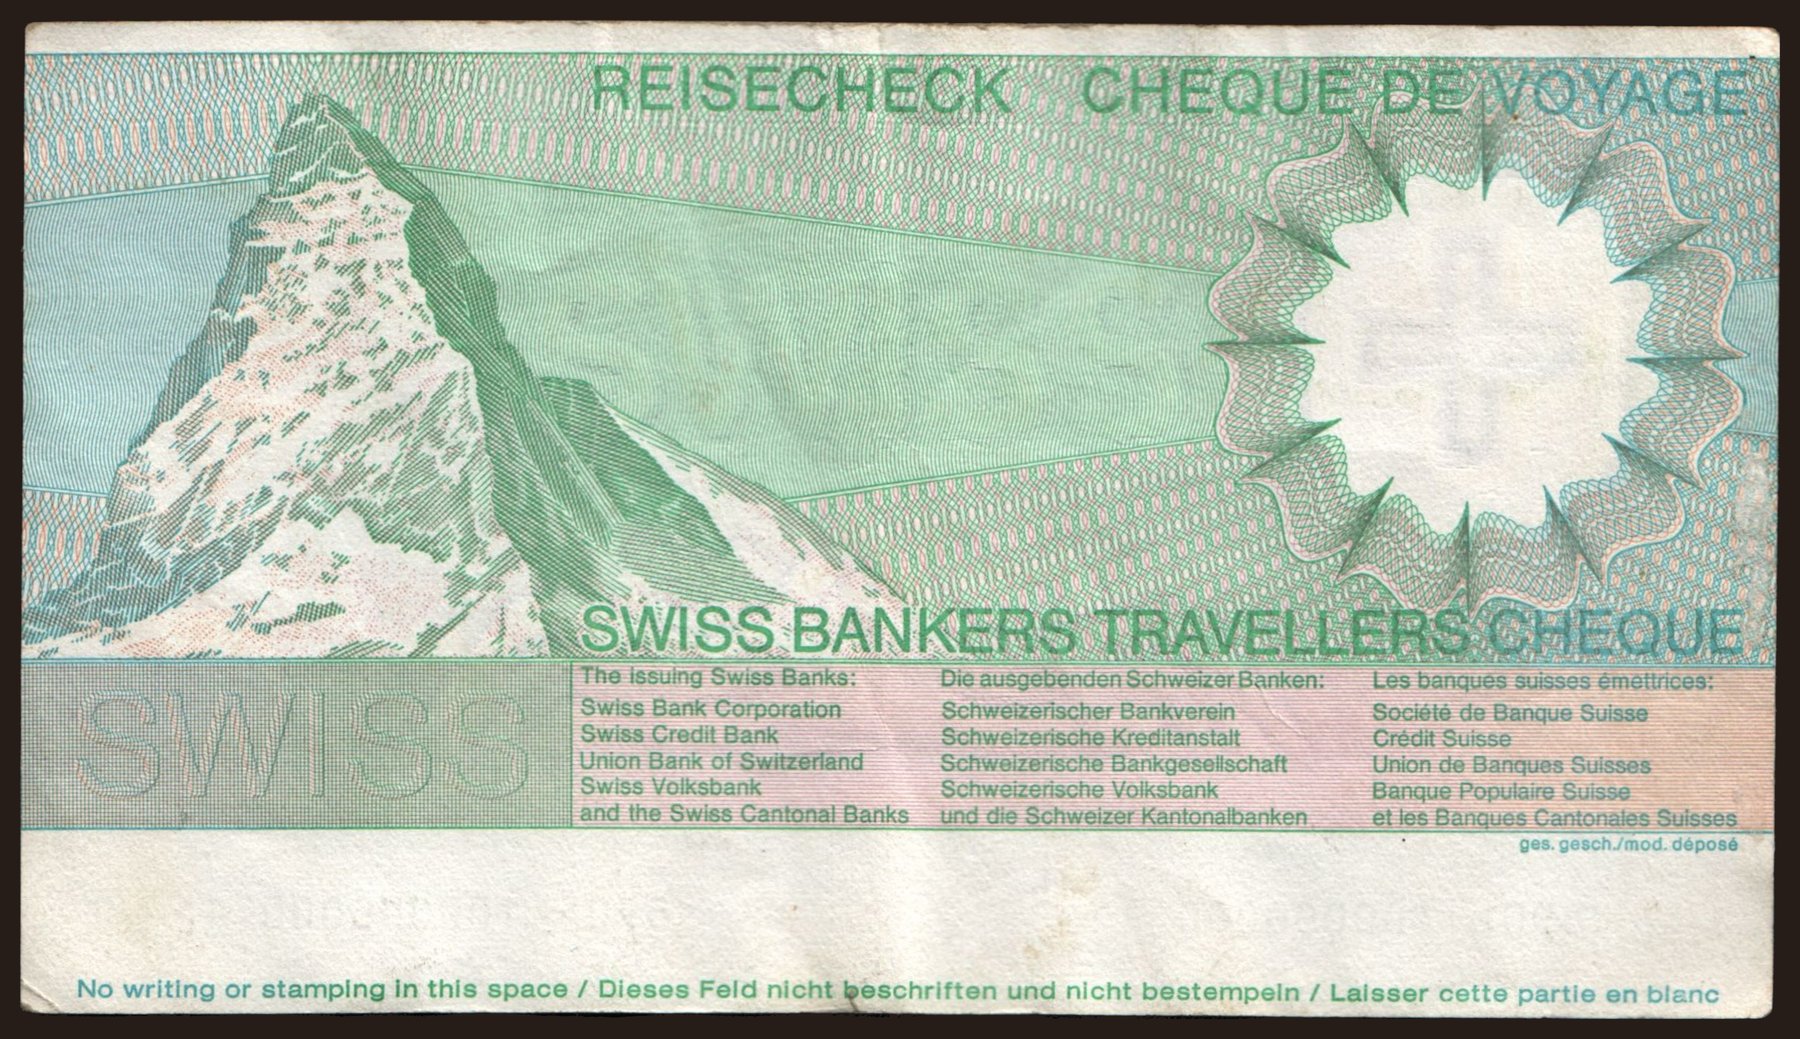 REISECHECK CHEQUE DE VOYAGE
SWISS BANKERS TRAVELLERS CHEQUE
SWISS
The issuing Swiss Banks:
Swiss Bank Corporation
Swiss Credit Bank
Union Bank of Switzerland
Swiss Volksbank
and the Swiss Cantonal Banks
Die ausgebenden Schweizer Banken:
Schweizerischer Bankverein
Schweizerische Kreditanstalt
Schweizerische Bankgesellschaft
Schweizerische Volksbank
und die Schweizer Kantonalbanken
Les banques suisses émettrices:
Société de Banque Suisse
Crédit Suisse
Union de Banques Suisses
Banque Populaire Suisse
et les Banques Cantonales Suisses
ges. gesch./mod. déposé
No writing or stamping in this space / Dieses Feld nicht beschriften und nicht bestempeln / Laisser cette partie en blanc